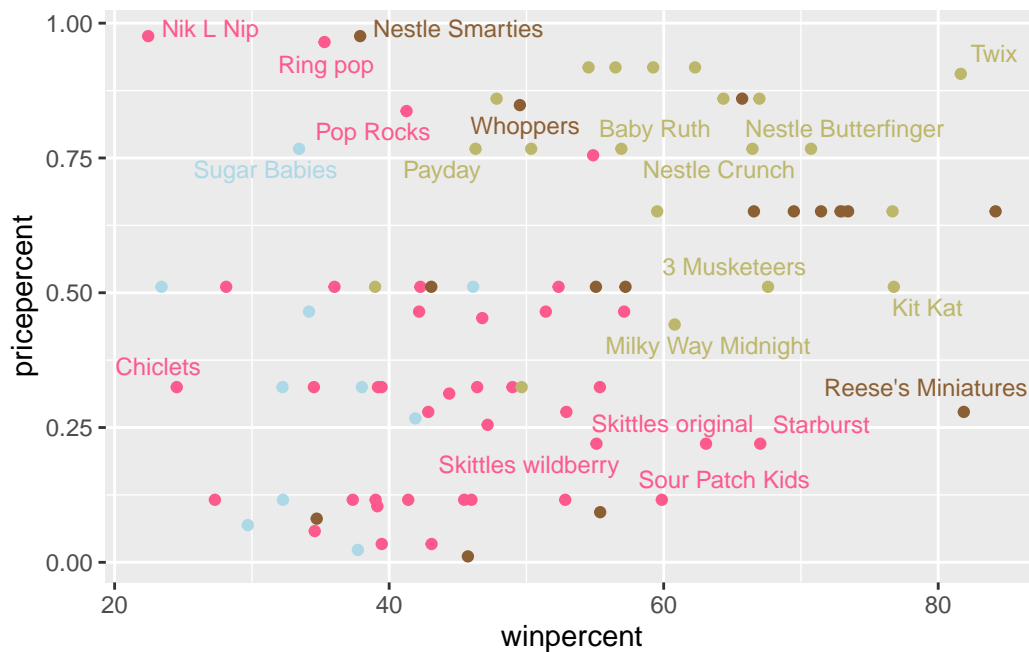 1.00
Nik L Nip
Nestle Smarties
Ring pop
Twix
Pop Rocks
Whoppers
Baby Ruth
Nestle Butterfinger
0.75
Sugar Babies
Payday
Nestle Crunch
pricepercent
3 Musketeers
0.50
Kit Kat
Milky Way Midnight
Chiclets
Reese's Miniatures
0.25
Skittles original
Starburst
Skittles wildberry
Sour Patch Kids
0.00
20
40
60
80
winpercent